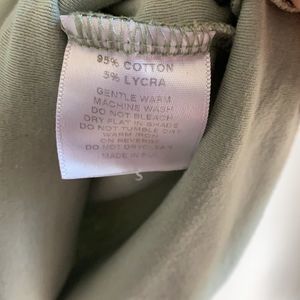 95% COTTON
5% LYCRA
GENTLE WARM
MACHINE WASH
DO NOT BLEACH
DRY FLAT IN SHADE
DO NOT TUMBLE DRY
WARM IRON
ON REVERSE
DO NOT DRYCLEAN
MADE IN
S